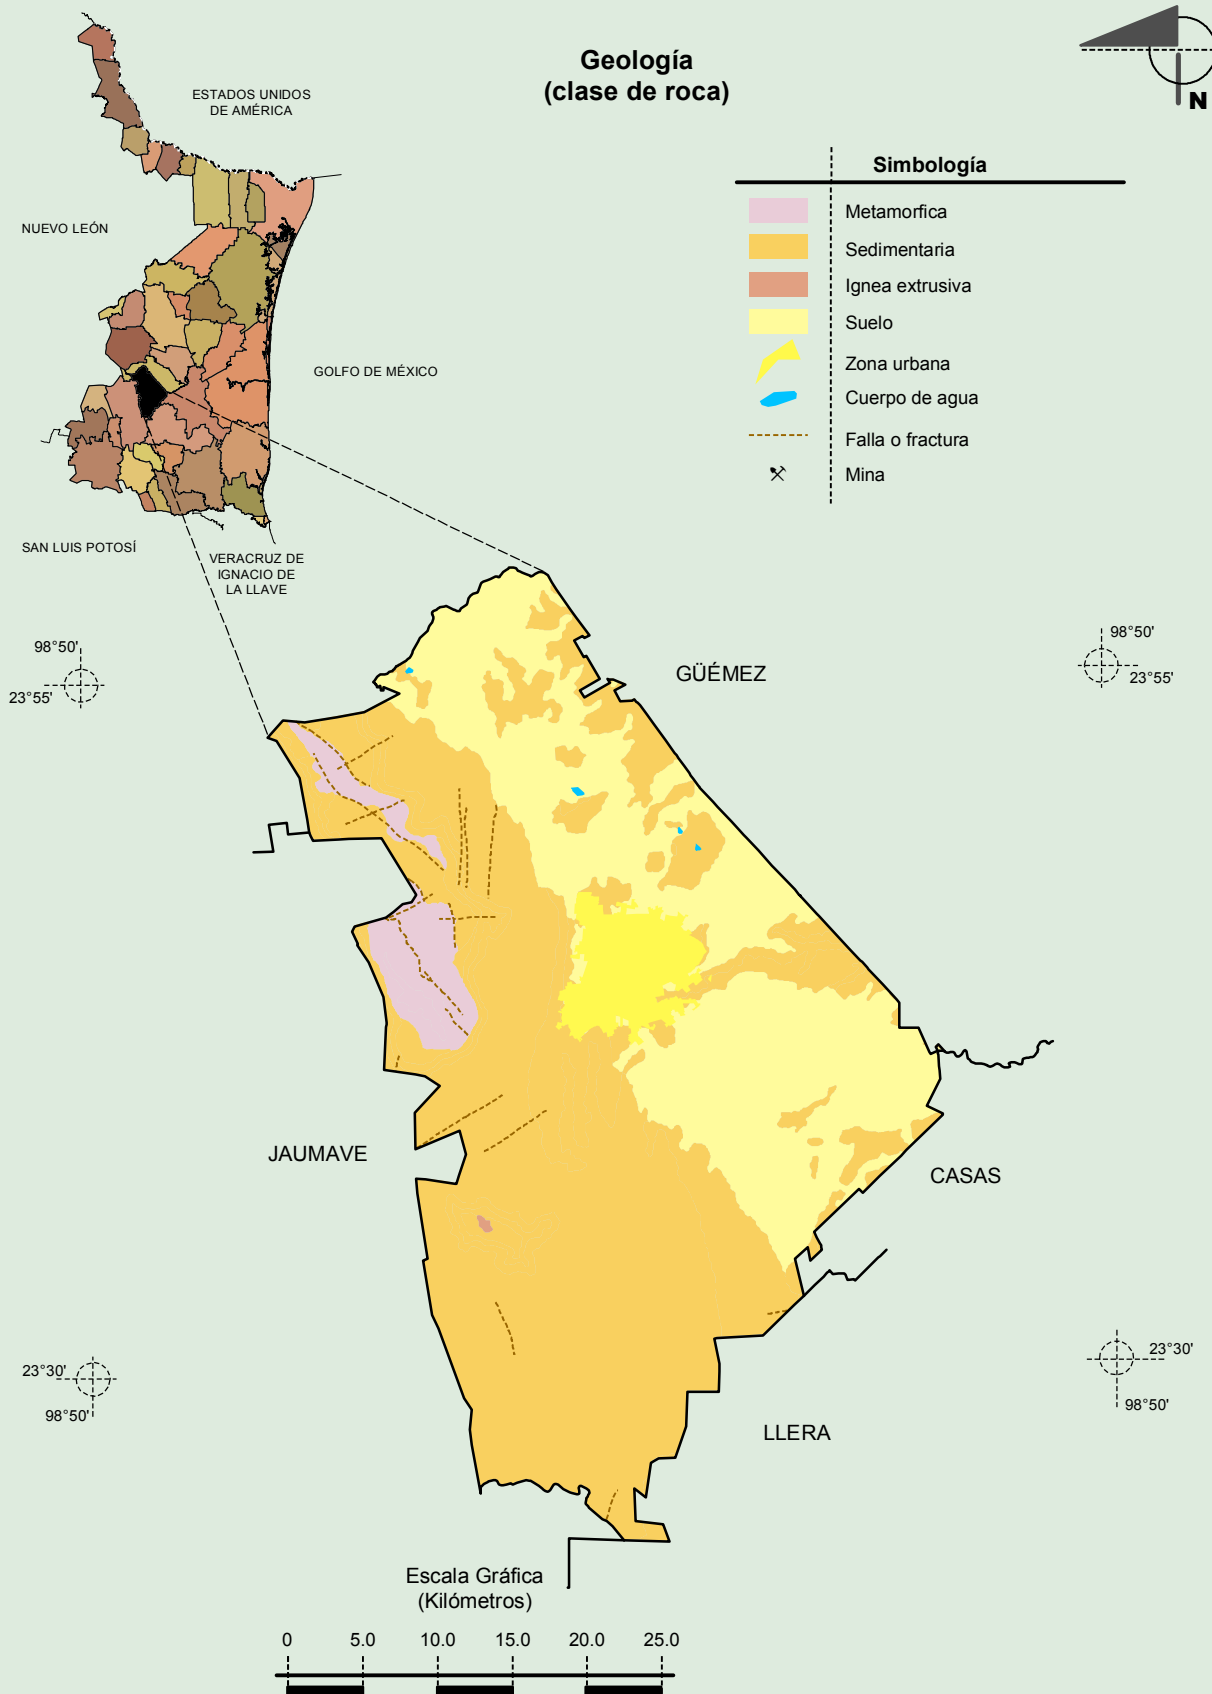 Geología
(clase de roca)
N
ESTADOS UNIDOS
DE AMÉRICA
NUEVO LEÓN
GOLFO DE MÉXICO
SAN LUIS POTOSÍ
VERACRUZ DE
IGNACIO DE
LA LLAVE
Simbología
Metamorfica
Sedimentaria
Ignea extrusiva
Suelo
Zona urbana
Cuerpo de agua
Falla o fractura
Mina
98°50'
23°55'
98°50'
23°55'
GÜÉMEZ
JAUMAVE
CASAS
LLERA
23°30'
98°50'
23°30'
98°50'
Escala Gráfica
(Kilómetros)
0 5.0 10.0 15.0 20.0 25.0